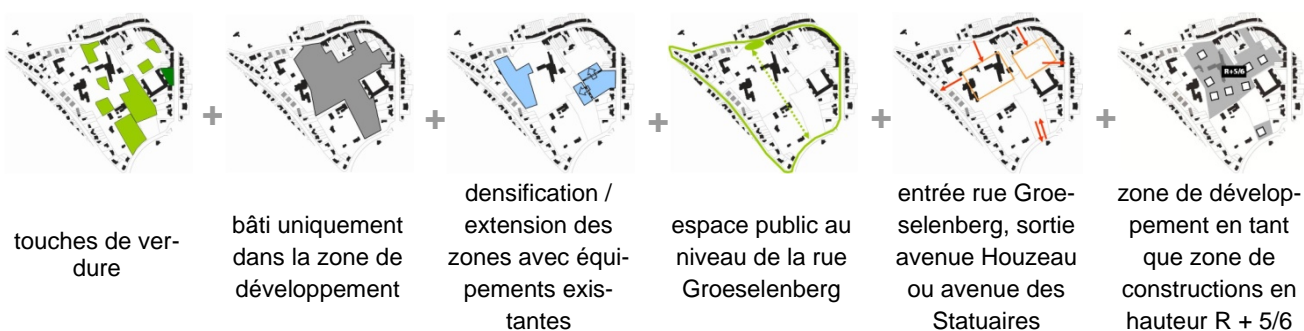 R+5/6
+ + + + +
touches de ver-
dure
bâti uniquement
dans la zone de
développement
densification /
extension des
zones avec équi-
pements exis-
tantes
espace public au
niveau de la rue
Groeselenberg
entrée rue Groe-
selenberg, sortie
avenue Houzeau
ou avenue des
Statuaires
zone de dévelop-
pement en tant
que zone de
constructions en
hauteur R + 5/6